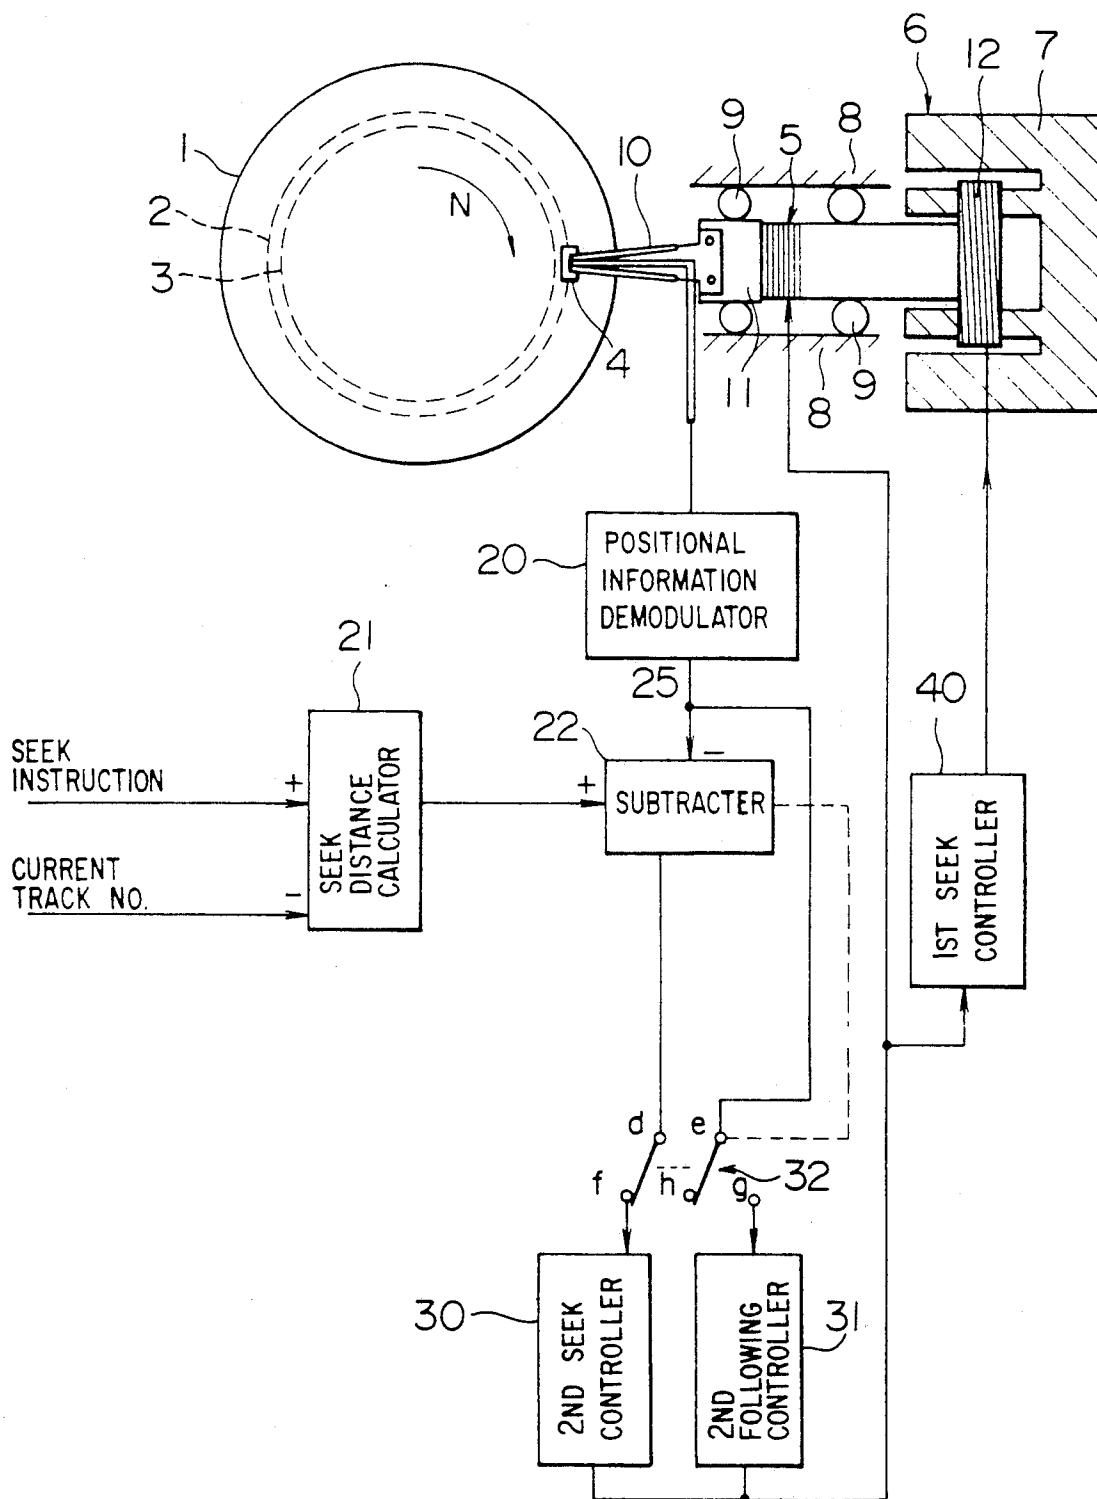 6
7
12
9
8
5
10
1
2
N
3
4
11
8
9
20
POSITIONAL
INFORMATION
DEMODULATOR
21
25
40
22
SEEK
INSTRUCTION
+
-
+
SEEK
DISTANCE
CALCULATOR
SUBTRACTER
CURRENT
TRACK NO.
-
1ST SEEK
CONTROLLER
d
e
f
h
g
32
30
2ND SEEK
CONTROLLER
2ND
FOLLOWING
CONTROLLER
31